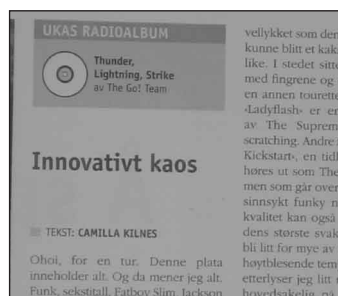 UKAS RADIOALBUM
Thunder,
Lightning, Strike
av The Go! Team
Innovativt kaos
TEKST: CAMILLA KILNES
Ohoi, for en tur. Denne plata
inneholder alt. Og da mener jeg alt.
Funk, sekstitall, Fatboy Slim, Jackson
vellykket som den
kunne blitt et kak
like. I stedet sitte
med fingrene og
en annen tourette
«Ladyflash» er en
av The Suprem
scratching. Andre
Kickstart», en tidl
høres ut som The
men som går over
sinnsykt funky n
kvalitet kan også
dens største svak
bli litt for mye av
høytblesende tem
etterlyser jeg litt
hovedsakelig på